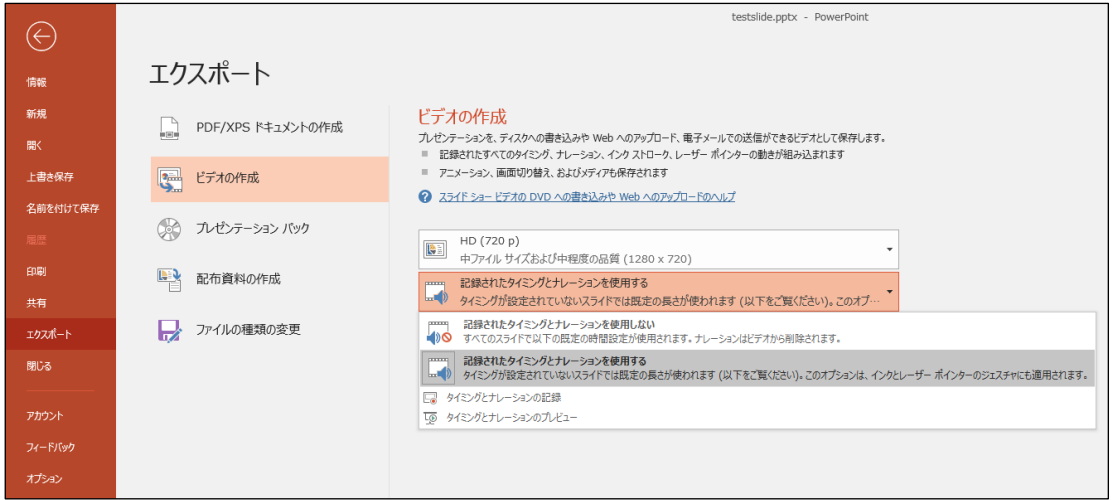 testslide.pptx - PowerPoint
情報
新規
開く
上書き保存
名前を付けて保存
履歴
印刷
共有
エクスポート
閉じる
アカウント
フィードバック
オプション
エクスポート
PDF/XPS ドキュメントの作成
ビデオの作成
プレゼンテーション パック
配布資料の作成
ファイルの種類の変更
ビデオの作成
プレゼンテーションを、ディスクへの書き込みや Web へのアップロード、電子メールでの送信ができるビデオとして保存します。
記録されたすべてのタイミング、ナレーション、インク ストローク、レーザー ポインターの動きが組み込まれます
アニメーション、画面切り替え、およびメディアも保存されます
スライド ショー ビデオの DVD への書き込みや Web へのアップロードのヘルプ
HD (720 p)
中ファイル サイズおよび中程度の品質 (1280 x 720)
記録されたタイミングとナレーションを使用する
タイミングが設定されていないスライドでは既定の長さが使われます (以下をご覧ください)。このオプ…
記録されたタイミングとナレーションを使用しない
すべてのスライドで以下の既定の時間設定が使用されます。ナレーションはビデオから削除されます。
記録されたタイミングとナレーションを使用する
タイミングが設定されていないスライドでは既定の長さが使われます (以下をご覧ください)。このオプションは、インクとレーザー ポインターのジェスチャにも適用されます。
タイミングとナレーションの記録
タイミングとナレーションのプレビュー